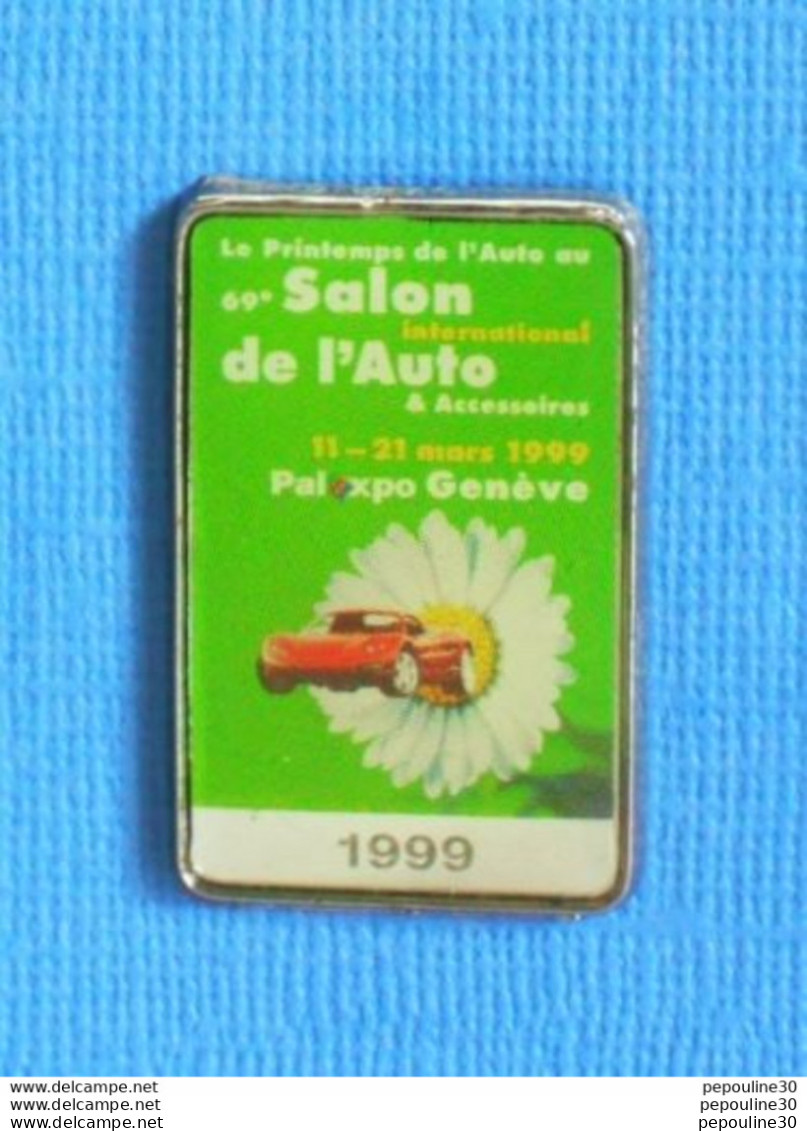 Le Printemps de l'Auto au
69e Salon
international
de l'Auto
& Accessoires
11 – 21 mars 1999
Palexpo Genève
1999
www.delcampe.net pepouline30
www.delcampe.net pepouline30
www.delcampe.net pepouline30